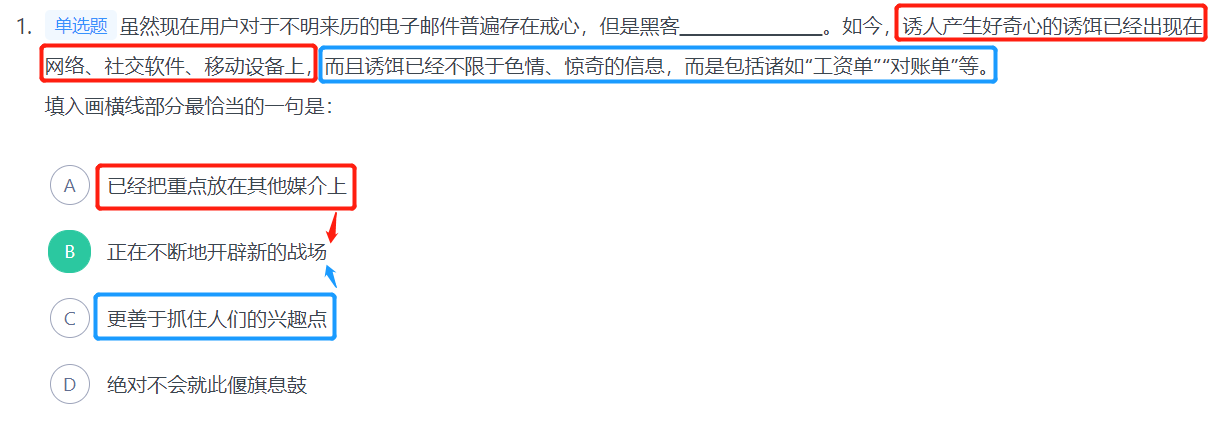 1. 单选题 虽然现在用户对于不明来历的电子邮件普遍存在戒心，但是黑客______________。如今，诱人产生好奇心的诱饵已经出现在
网络、社交软件、移动设备上，而且诱饵已经不限于色情、惊奇的信息，而是包括诸如“工资单”“对账单”等。
填入画横线部分最恰当的一句是：
A 已经把重点放在其他媒介上
B 正在不断地开辟新的战场
C 更善于抓住人们的兴趣点
D 绝对不会就此偃旗息鼓